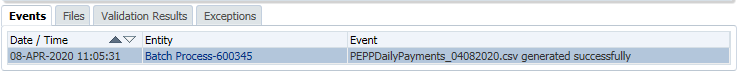 Events Files Validation Results Exceptions
Date / Time Entity Event
08-APR-2020 11:05:31 Batch Process-600345 PEPPDailyPayments_04082020.csv generated successfully